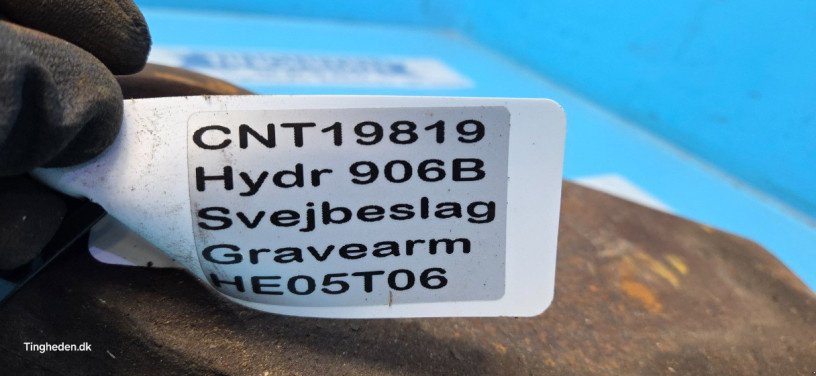 CNT19819
Hydr 906B
Svejbeslag
Gravearm
HE05T06
Tingheden.dk